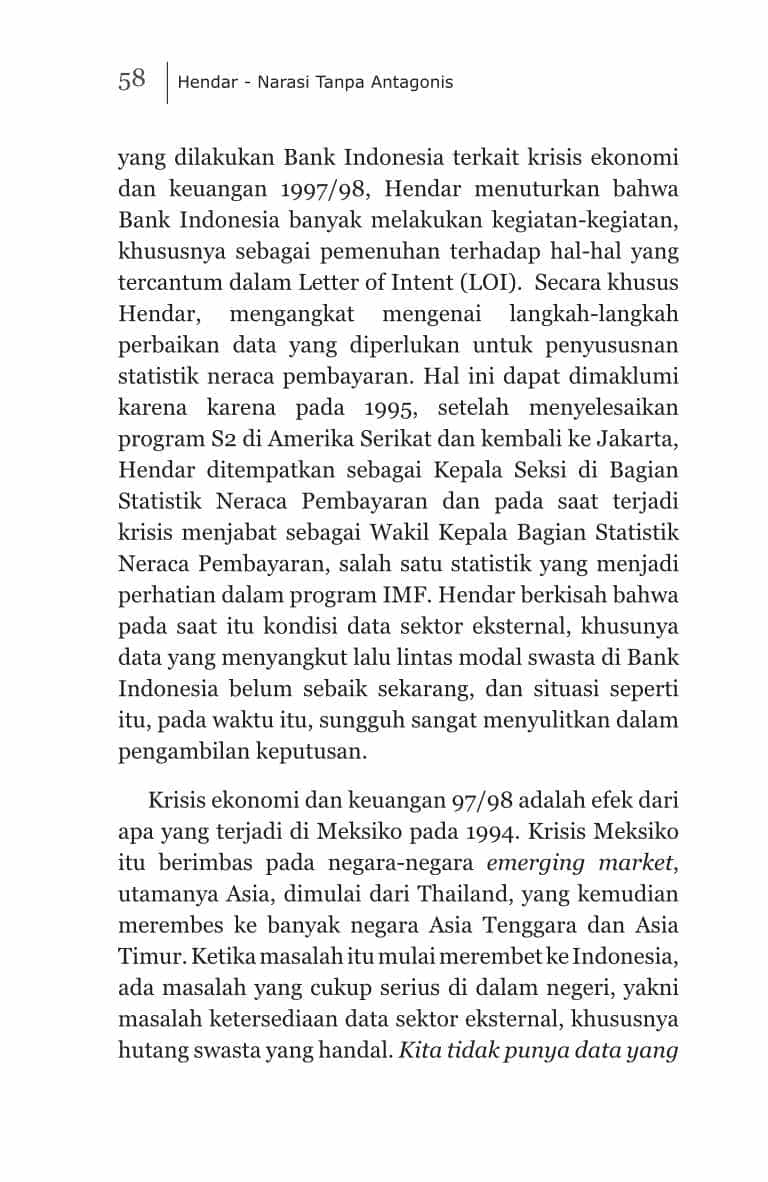 58 Hendar - Narasi Tanpa Antagonis
yang dilakukan Bank Indonesia terkait krisis ekonomi
dan keuangan 1997/98, Hendar menuturkan bahwa
Bank Indonesia banyak melakukan kegiatan-kegiatan,
khususnya sebagai pemenuhan terhadap hal-hal yang
tercantum dalam Letter of Intent (LOI).  Secara khusus
Hendar, mengangkat mengenai langkah-langkah
perbaikan data yang diperlukan untuk penyususnan
statistik neraca pembayaran. Hal ini dapat dimaklumi
karena karena pada 1995, setelah menyelesaikan
program S2 di Amerika Serikat dan kembali ke Jakarta,
Hendar ditempatkan sebagai Kepala Seksi di Bagian
Statistik Neraca Pembayaran dan pada saat terjadi
krisis menjabat sebagai Wakil Kepala Bagian Statistik
Neraca Pembayaran, salah satu statistik yang menjadi
perhatian dalam program IMF. Hendar berkisah bahwa
pada saat itu kondisi data sektor eksternal, khusunya
data yang menyangkut lalu lintas modal swasta di Bank
Indonesia belum sebaik sekarang, dan situasi seperti
itu, pada waktu itu, sungguh sangat menyulitkan dalam
pengambilan keputusan.
Krisis ekonomi dan keuangan 97/98 adalah efek dari
apa yang terjadi di Meksiko pada 1994. Krisis Meksiko
itu berimbas pada negara-negara emerging market,
utamanya Asia, dimulai dari Thailand, yang kemudian
merembes ke banyak negara Asia Tenggara dan Asia
Timur. Ketika masalah itu mulai merembet ke Indonesia,
ada masalah yang cukup serius di dalam negeri, yakni
masalah ketersediaan data sektor eksternal, khususnya
hutang swasta yang handal. Kita tidak punya data yang